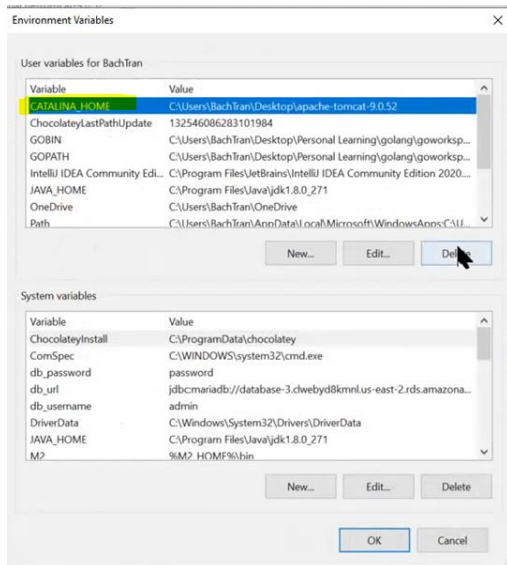 Environment Variables
User variables for BachTran
Variable Value
CATALINA_HOME C:\Users\BachTran\Desktop\apache-tomcat-9.0.52
ChocolateyLastPathUpdate 132546086283101984
GOBIN C:\Users\BachTran\Desktop\Personal Learning\golang\goworksp...
GOPATH C:\Users\BachTran\Desktop\Personal Learning\golang\goworksp...
IntelliJ IDEA Community Edi... C:\Program Files\JetBrains\IntelliJ IDEA Community Edition 2020....
JAVA_HOME C:\Program Files\Java\jdk1.8.0_271
OneDrive C:\Users\BachTran\OneDrive
Path C:\Users\BachTran\AppData\Local\Microsoft\WindowsApps;C:\U...
New... Edit... Delete
System variables
Variable Value
ChocolateyInstall C:\ProgramData\chocolatey
ComSpec C:\WINDOWS\system32\cmd.exe
db_password password
db_url jdbc:mariadb://database-3.clwebyd8kmnl.us-east-2.rds.amazona...
db_username admin
DriverData C:\Windows\System32\Drivers\DriverData
JAVA_HOME C:\Program Files\Java\jdk1.8.0_271
M2 %M2_HOME%\bin
New... Edit... Delete
OK Cancel